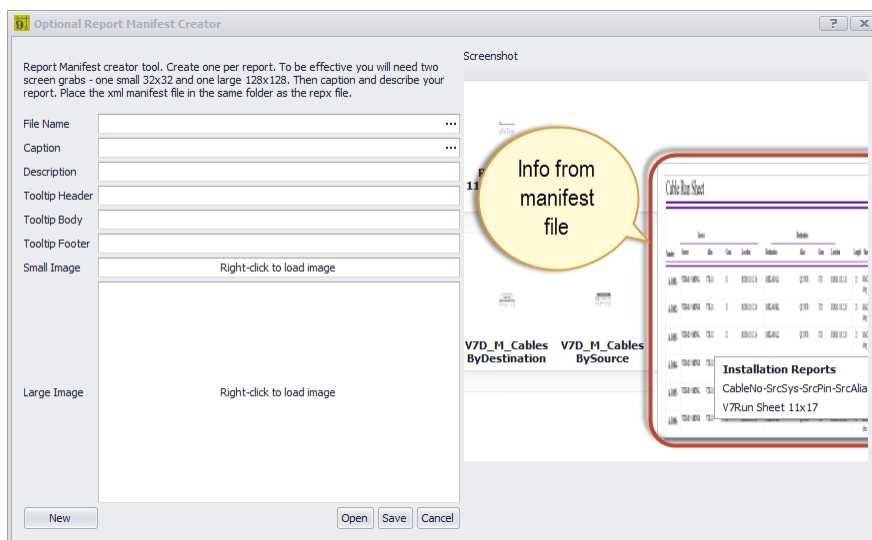 Optional Report Manifest Creator
Report Manifest creator tool. Create one per report. To be effective you will need two
screen grabs - one small 32x32 and one large 128x128. Then caption and describe your
report. Place the xml manifest file in the same folder as the repx file.
File Name
Caption
Description
Tooltip Header
Tooltip Body
Tooltip Footer
Small Image
Right-click to load image
Large Image
Right-click to load image
New
Open
Save
Cancel
Screenshot
Info from
manifest
file
V7D_M_Cables
ByDestination
V7D_M_Cables
BySource
Cable Run Sheet
Installation Reports
CableNo-SrcSys-SrcPin-SrcAlia
V7Run Sheet 11x17